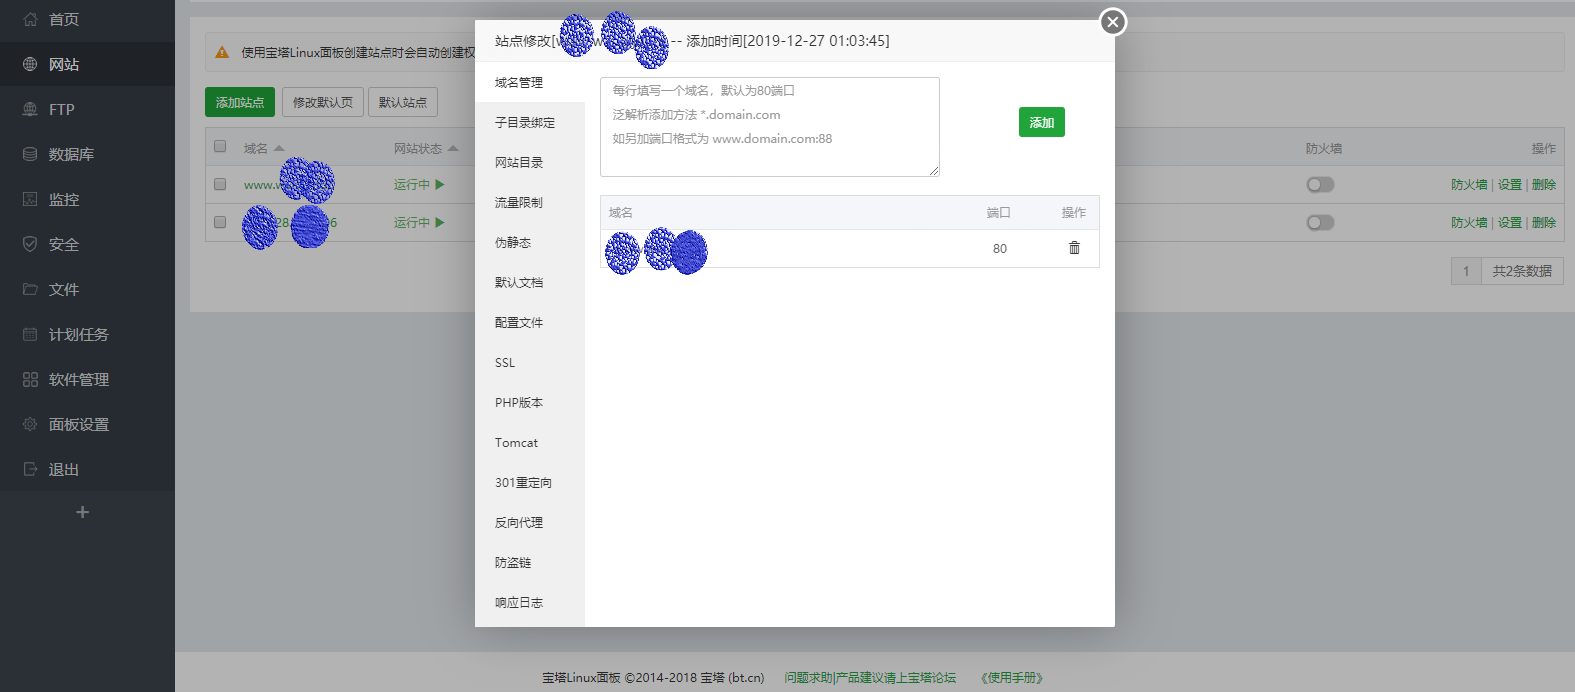 首页
网站
FTP
数据库
监控
安全
文件
计划任务
软件管理
面板设置
退出
+
使用宝塔Linux面板创建站点时会自动创建权
添加站点 修改默认页 默认站点
域名 网站状态 防火墙 操作
www. 运行中 防火墙 | 设置 | 删除
运行中 防火墙 | 设置 | 删除
1 共2条数据
站点修改[ -- 添加时间[2019-12-27 01:03:45]
域名管理
子目录绑定
网站目录
流量限制
伪静态
默认文档
配置文件
SSL
PHP版本
Tomcat
301重定向
反向代理
防盗链
响应日志
每行填写一个域名，默认为80端口
泛解析添加方法 *.domain.com
如另加端口格式为 www.domain.com:88
添加
域名 端口 操作
80
宝塔Linux面板 ©2014-2018 宝塔 (bt.cn) 问题求助|产品建议请上宝塔论坛 《使用手册》